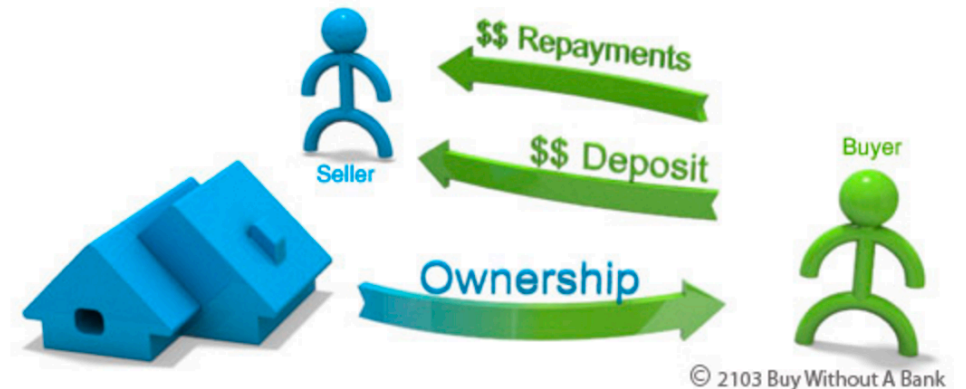 $$ Repayments
$$ Deposit
Seller
Buyer
Ownership
© 2103 Buy Without A Bank